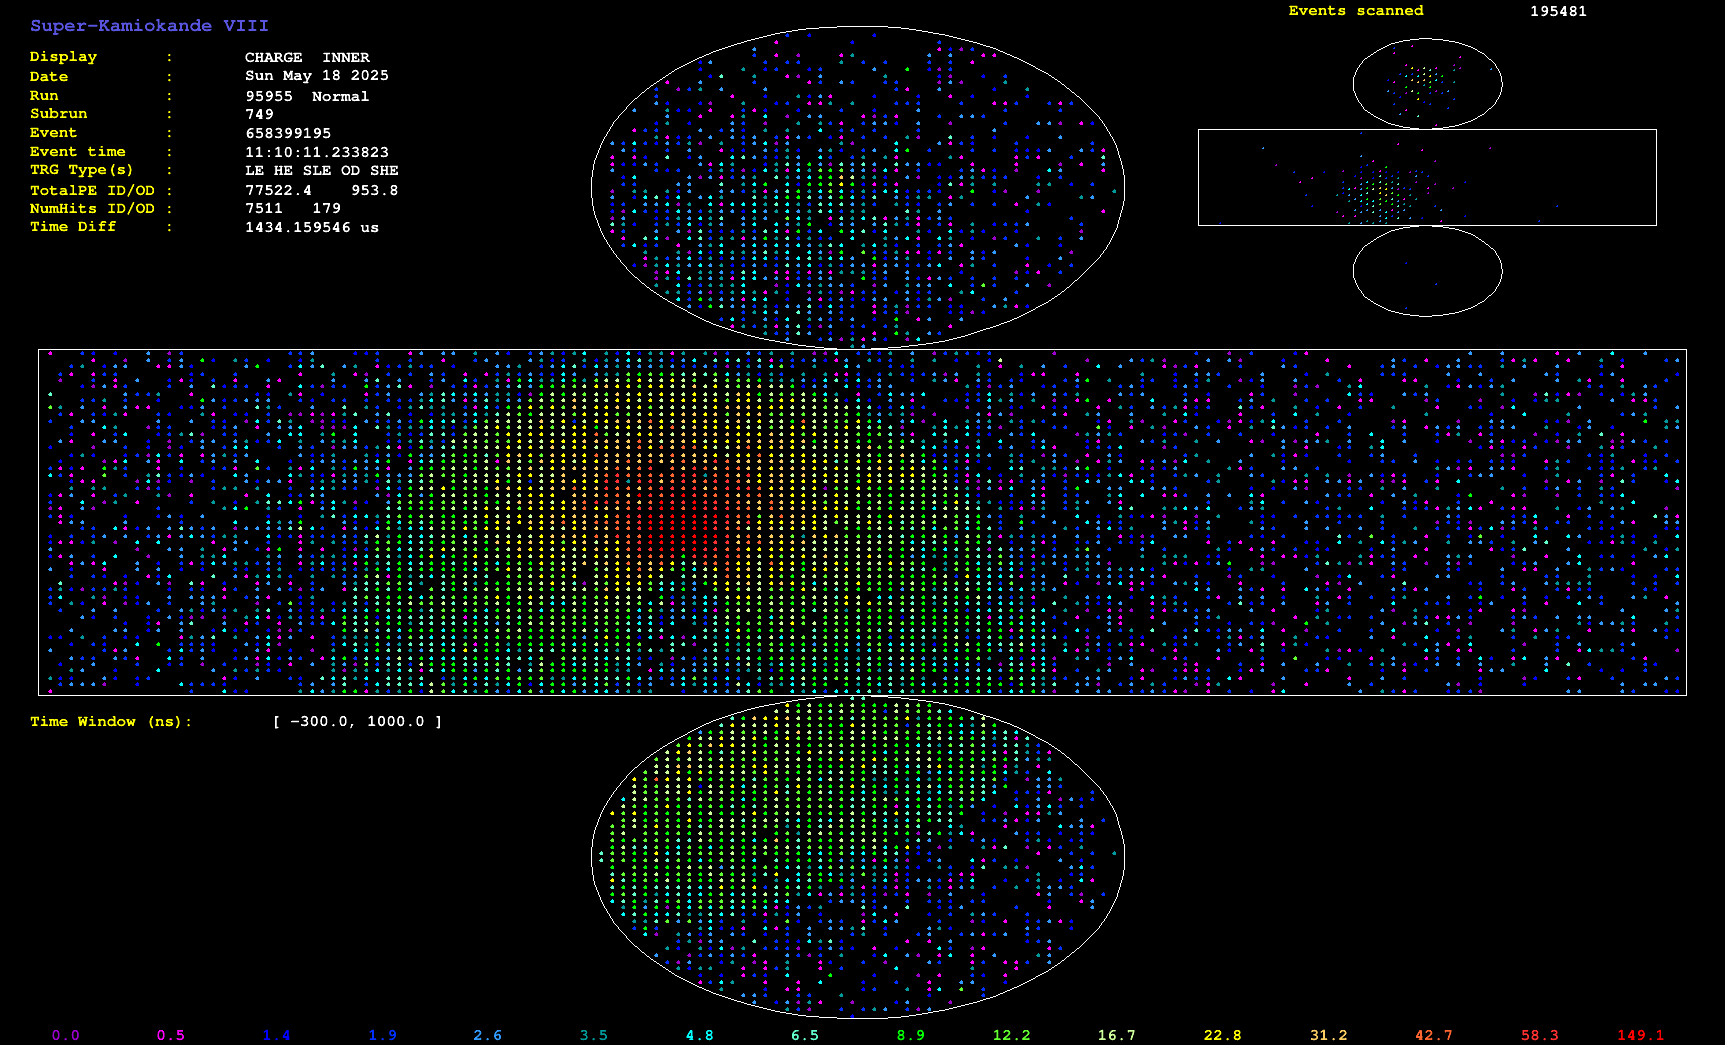 Super-Kamiokande VIII
Events scanned 195481
Display : CHARGE INNER
Date : Sun May 18 2025
Run : 95955 Normal
Subrun : 749
Event : 658399195
Event time : 11:10:11.233823
TRG Type(s) : LE HE SLE OD SHE
TotalPE ID/OD : 77522.4 953.8
NumHits ID/OD : 7511 179
Time Diff : 1434.159546 us
Time Window (ns): [ -300.0, 1000.0 ]
0.0 0.5 1.4 1.9 2.6 3.5 4.8 6.5 8.9 12.2 16.7 22.8 31.2 42.7 58.3 149.1